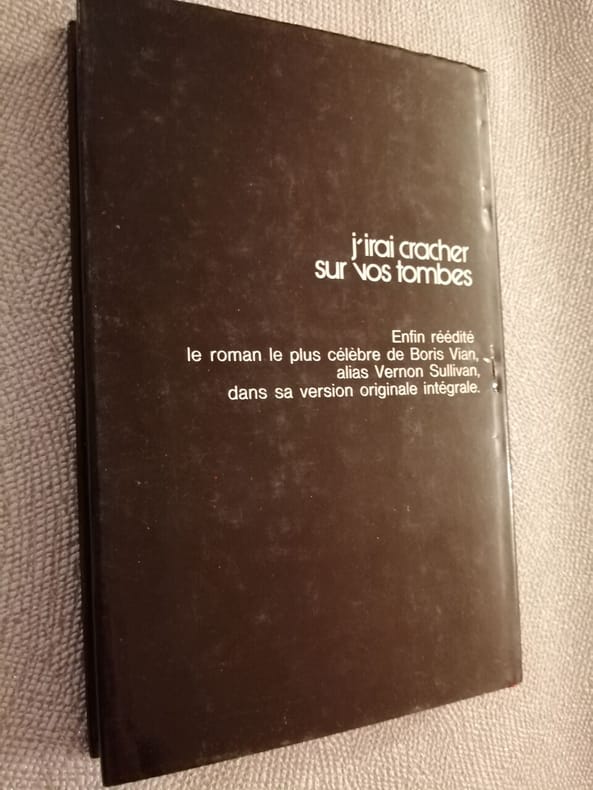 j'irai cracher
sur vos tombes
Enfin réédité
le roman le plus célèbre de Boris Vian,
alias Vernon Sullivan,
dans sa version originale intégrale.